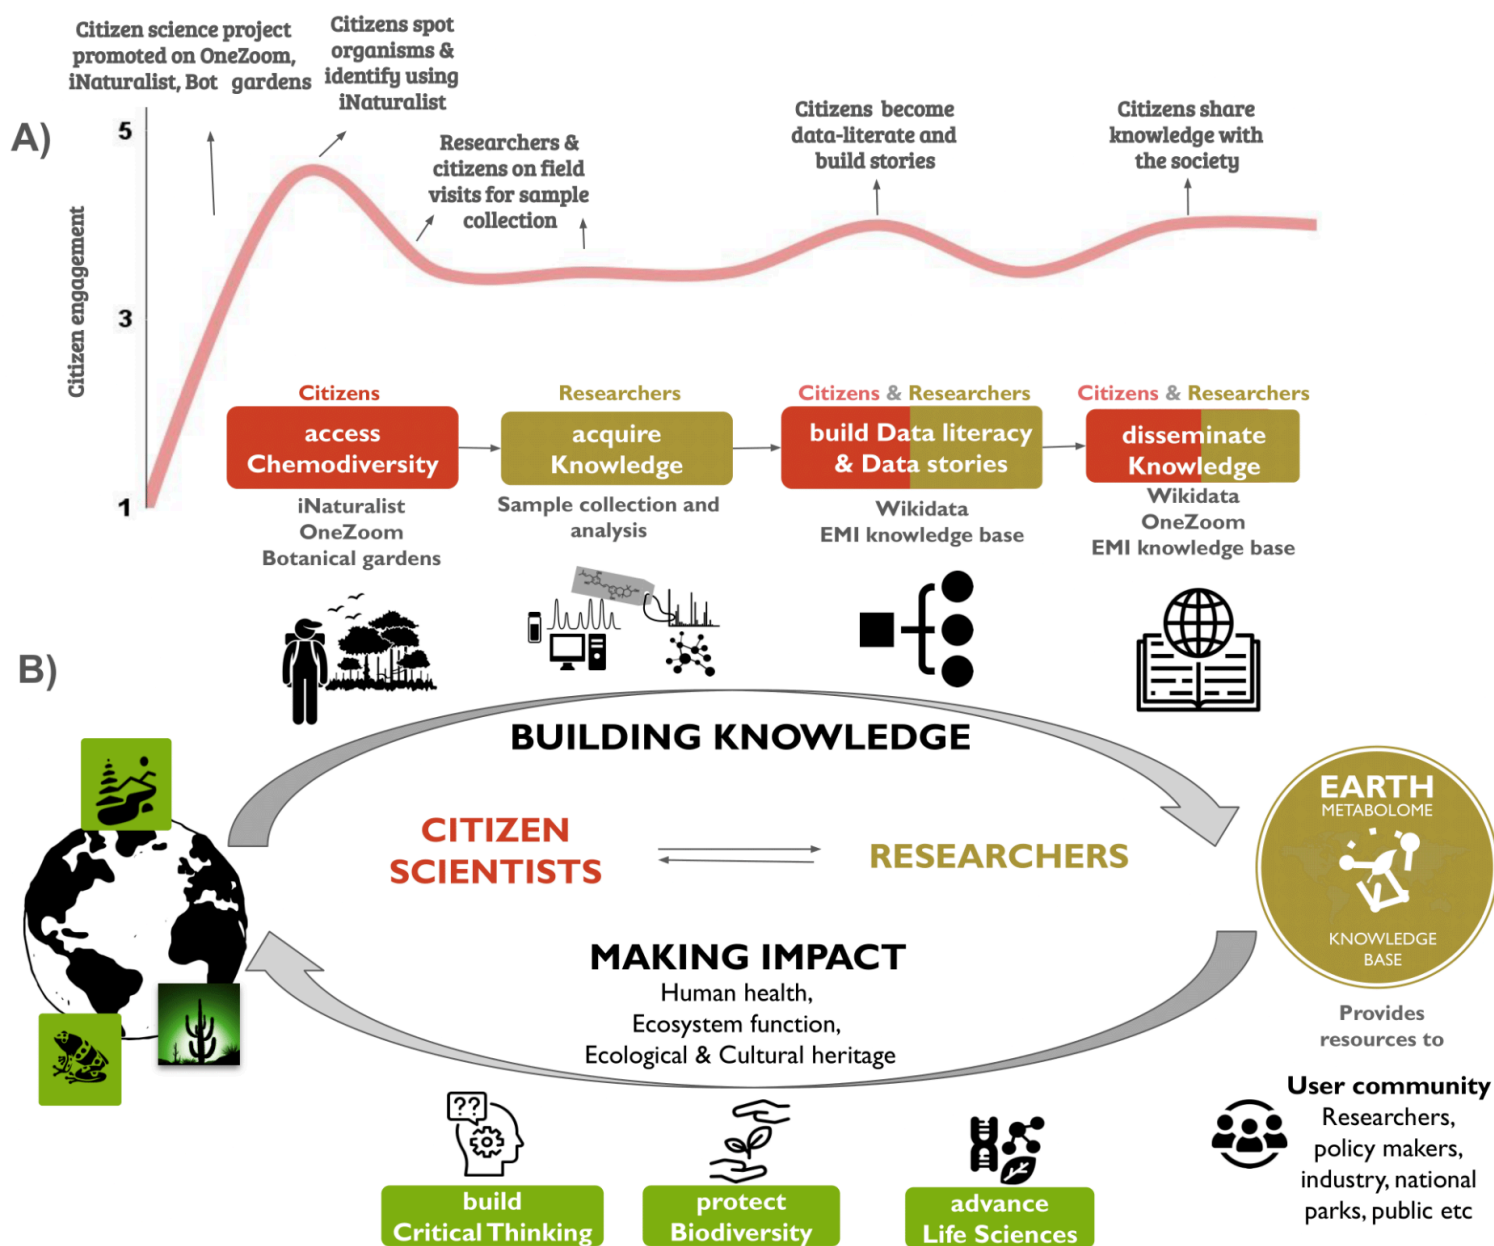 Citizen science project
promoted on OneZoom,
iNaturalist, Bot gardens
Citizens spot
organisms &
identify using
iNaturalist
Researchers &
citizens on field
visits for sample
collection
Citizens become
data-literate and
build stories
Citizens share
knowledge with
the society
A)
5
3
1
Citizen engagement
Citizens
access
Chemodiversity
iNaturalist
OneZoom
Botanical gardens
Researchers
acquire
Knowledge
Sample collection and
analysis
Citizens & Researchers
build Data literacy
& Data stories
Wikidata
EMI knowledge base
Citizens & Researchers
disseminate
Knowledge
Wikidata
OneZoom
EMI knowledge base
B)
BUILDING KNOWLEDGE
CITIZEN
SCIENTISTS
RESEARCHERS
MAKING IMPACT
Human health,
Ecosystem function,
Ecological & Cultural heritage
EARTH
METABOLOME
KNOWLEDGE
BASE
Provides
resources to
User community
Researchers,
policy makers,
industry, national
parks, public etc
??
build
Critical Thinking
protect
Biodiversity
advance
Life Sciences